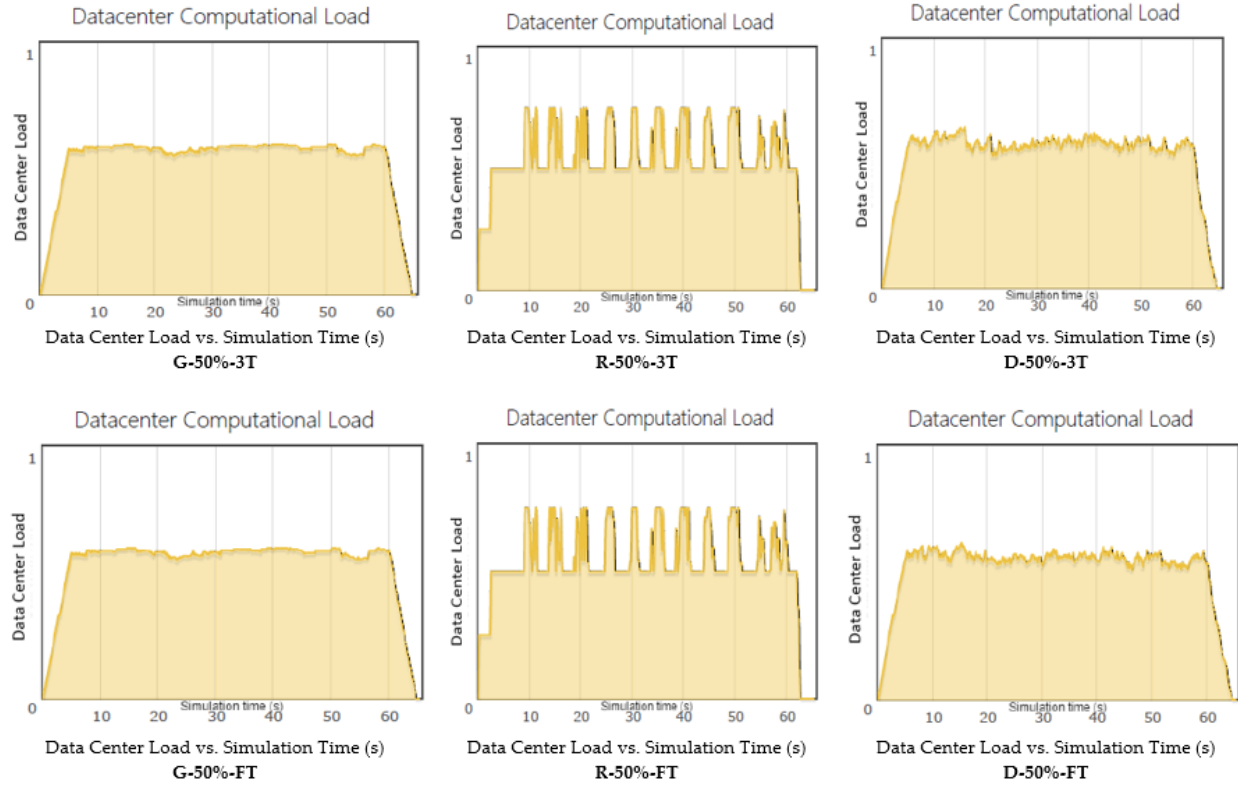 Datacenter Computational Load
1
Data Center Load
0
10 20 30 40 50 60
Simulation time (s)
Data Center Load vs. Simulation Time (s)
G-50%-3T
Datacenter Computational Load
1
Data Center Load
0
10 20 30 40 50 60
Simulation time (s)
Data Center Load vs. Simulation Time (s)
R-50%-3T
Datacenter Computational Load
1
Data Center Load
0
10 20 30 40 50 60
Simulation time (s)
Data Center Load vs. Simulation Time (s)
D-50%-3T
Datacenter Computational Load
1
Data Center Load
0
10 20 30 40 50 60
Simulation time (s)
Data Center Load vs. Simulation Time (s)
G-50%-FT
Datacenter Computational Load
1
Data Center Load
0
10 20 30 40 50 60
Simulation time (s)
Data Center Load vs. Simulation Time (s)
R-50%-FT
Datacenter Computational Load
1
Data Center Load
0
10 20 30 40 50 60
Simulation time (s)
Data Center Load vs. Simulation Time (s)
D-50%-FT